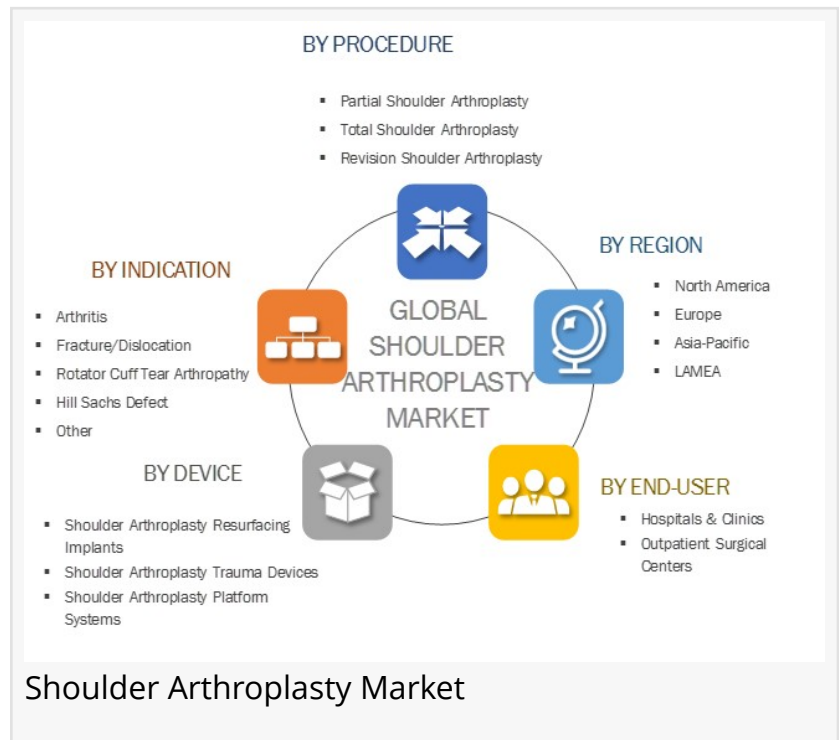 BY PROCEDURE
▪ Partial Shoulder Arthroplasty
▪ Total Shoulder Arthroplasty
▪ Revision Shoulder Arthroplasty
BY REGION
▪ North America
▪ Europe
▪ Asia-Pacific
▪ LAMEA
BY INDICATION
▪ Arthritis
▪ Fracture/Dislocation
▪ Rotator Cuff Tear Arthropathy
▪ Hill Sachs Defect
▪ Other
GLOBAL
SHOULDER
ARTHROPLASTY
MARKET
BY DEVICE
▪ Shoulder Arthroplasty Resurfacing
Implants
▪ Shoulder Arthroplasty Trauma Devices
▪ Shoulder Arthroplasty Platform
Systems
BY END-USER
▪ Hospitals & Clinics
▪ Outpatient Surgical
Centers
Shoulder Arthroplasty Market